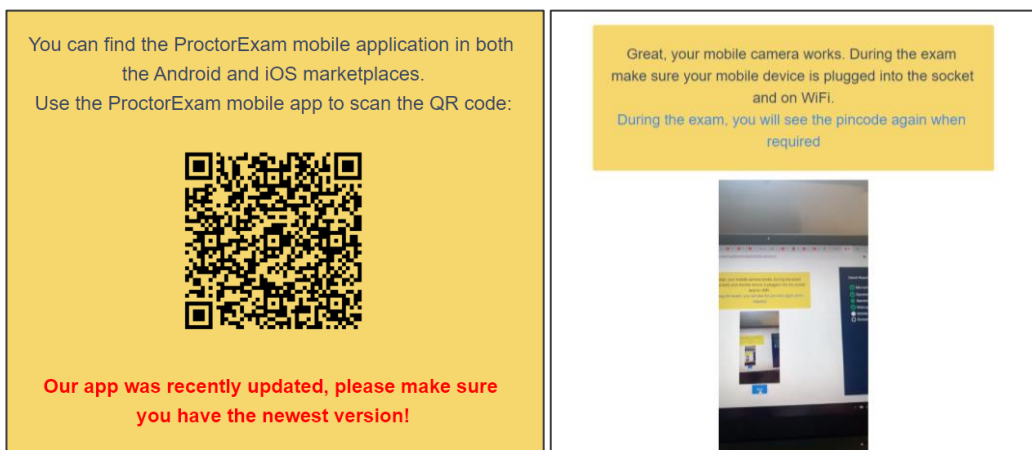 You can find the ProctorExam mobile application in both
the Android and iOS marketplaces.
Use the ProctorExam mobile app to scan the QR code:
Our app was recently updated, please make sure
you have the newest version!
Great, your mobile camera works. During the exam
make sure your mobile device is plugged into the socket
and on WiFi.
During the exam, you will see the pincode again when
required